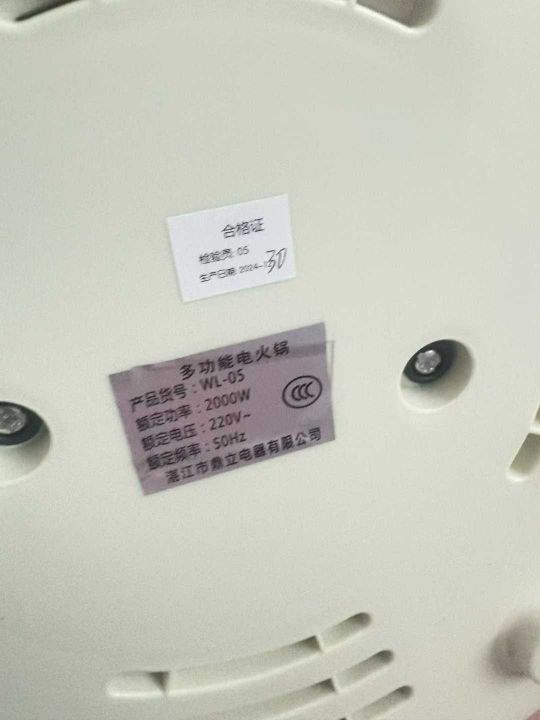 合格证
检验员: 05
生产日期: 2024-12
30
多功能电火锅
产品货号：WL-05
额定功率：2000W
额定电压：220V~
额定频率：50Hz
CCC
湛江市鼎立电器有限公司